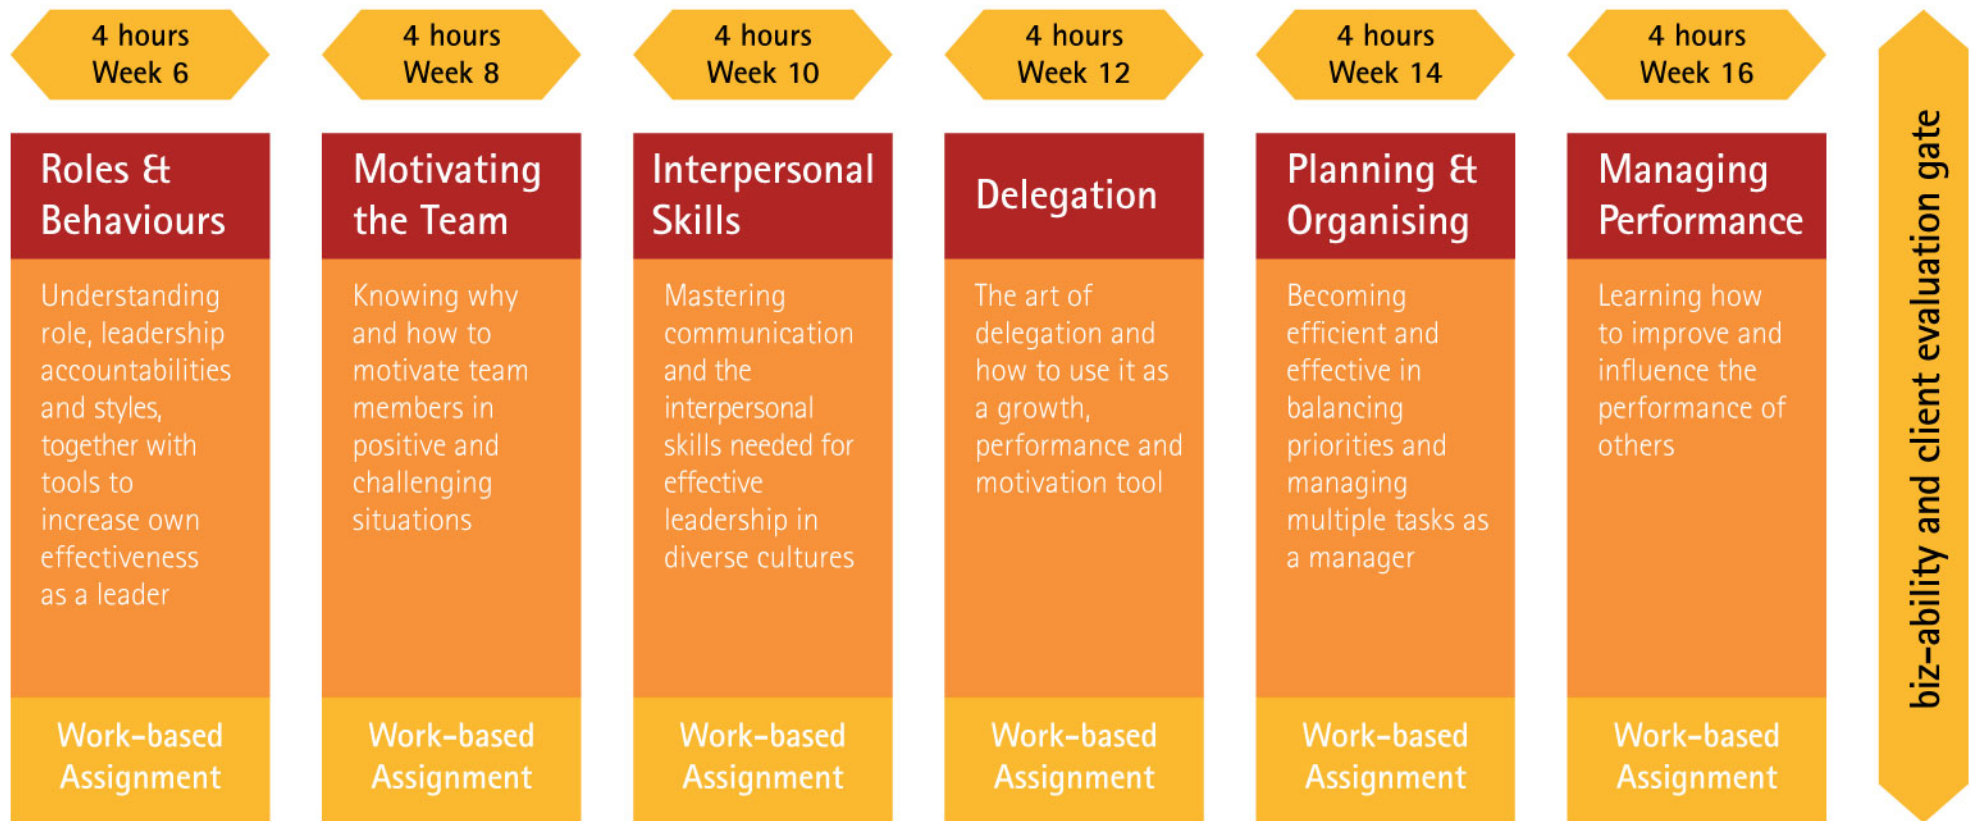 4 hours
Week 6
Roles &
Behaviours
Understanding
role, leadership
accountabilities
and styles,
together with
tools to
increase own
effectiveness
as a leader
Work-based
Assignment
4 hours
Week 8
Motivating
the Team
Knowing why
and how to
motivate team
members in
positive and
challenging
situations
Work-based
Assignment
4 hours
Week 10
Interpersonal
Skills
Mastering
communication
and the
interpersonal
skills needed for
effective
leadership in
diverse cultures
Work-based
Assignment
4 hours
Week 12
Delegation
The art of
delegation and
how to use it as
a growth,
performance and
motivation tool
Work-based
Assignment
4 hours
Week 14
Planning &
Organising
Becoming
efficient and
effective in
balancing
priorities and
managing
multiple tasks as
a manager
Work-based
Assignment
4 hours
Week 16
Managing
Performance
Learning how
to improve and
influence the
performance of
others
Work-based
Assignment
biz-ability and client evaluation gate